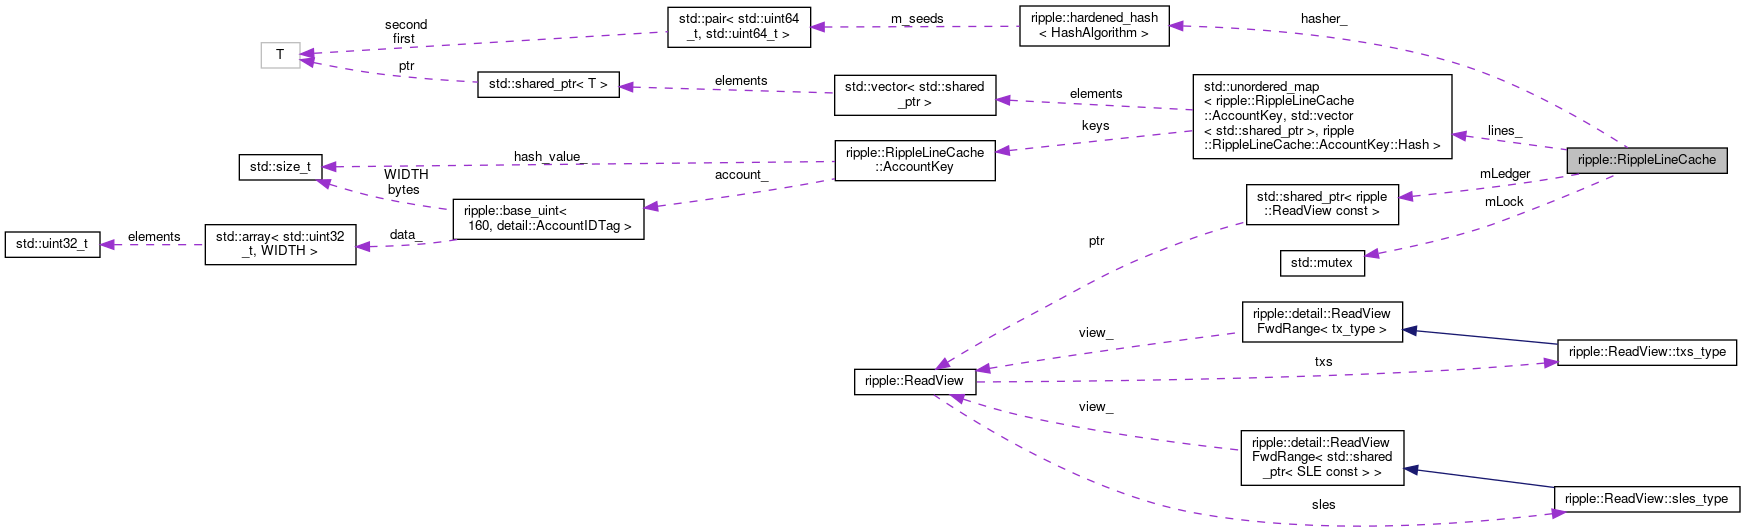 second
first
T
ptr
std::pair< std::uint64
_t, std::uint64_t >
m_seeds
ripple::hardened_hash
< HashAlgorithm >
hasher_
std::shared_ptr< T >
elements
std::vector< std::shared
_ptr >
elements
keys
std::unordered_map
< ripple::RippleLineCache
::AccountKey, std::vector
< std::shared_ptr >, ripple
::RippleLineCache::AccountKey::Hash >
lines_
ripple::RippleLineCache
std::size_t
hash_value_
WIDTH
bytes
ripple::RippleLineCache
::AccountKey
account_
mLedger
mLock
std::shared_ptr< ripple
::ReadView const >
ripple::base_uint<
160, detail::AccountIDTag >
data_
std::uint32_t
elements
std::array< std::uint32
_t, WIDTH >
ptr
std::mutex
ripple::detail::ReadView
FwdRange< tx_type >
view_
txs
ripple::ReadView::txs_type
ripple::ReadView
view_
ripple::detail::ReadView
FwdRange< std::shared
_ptr< SLE const > >
sles
ripple::ReadView::sles_type